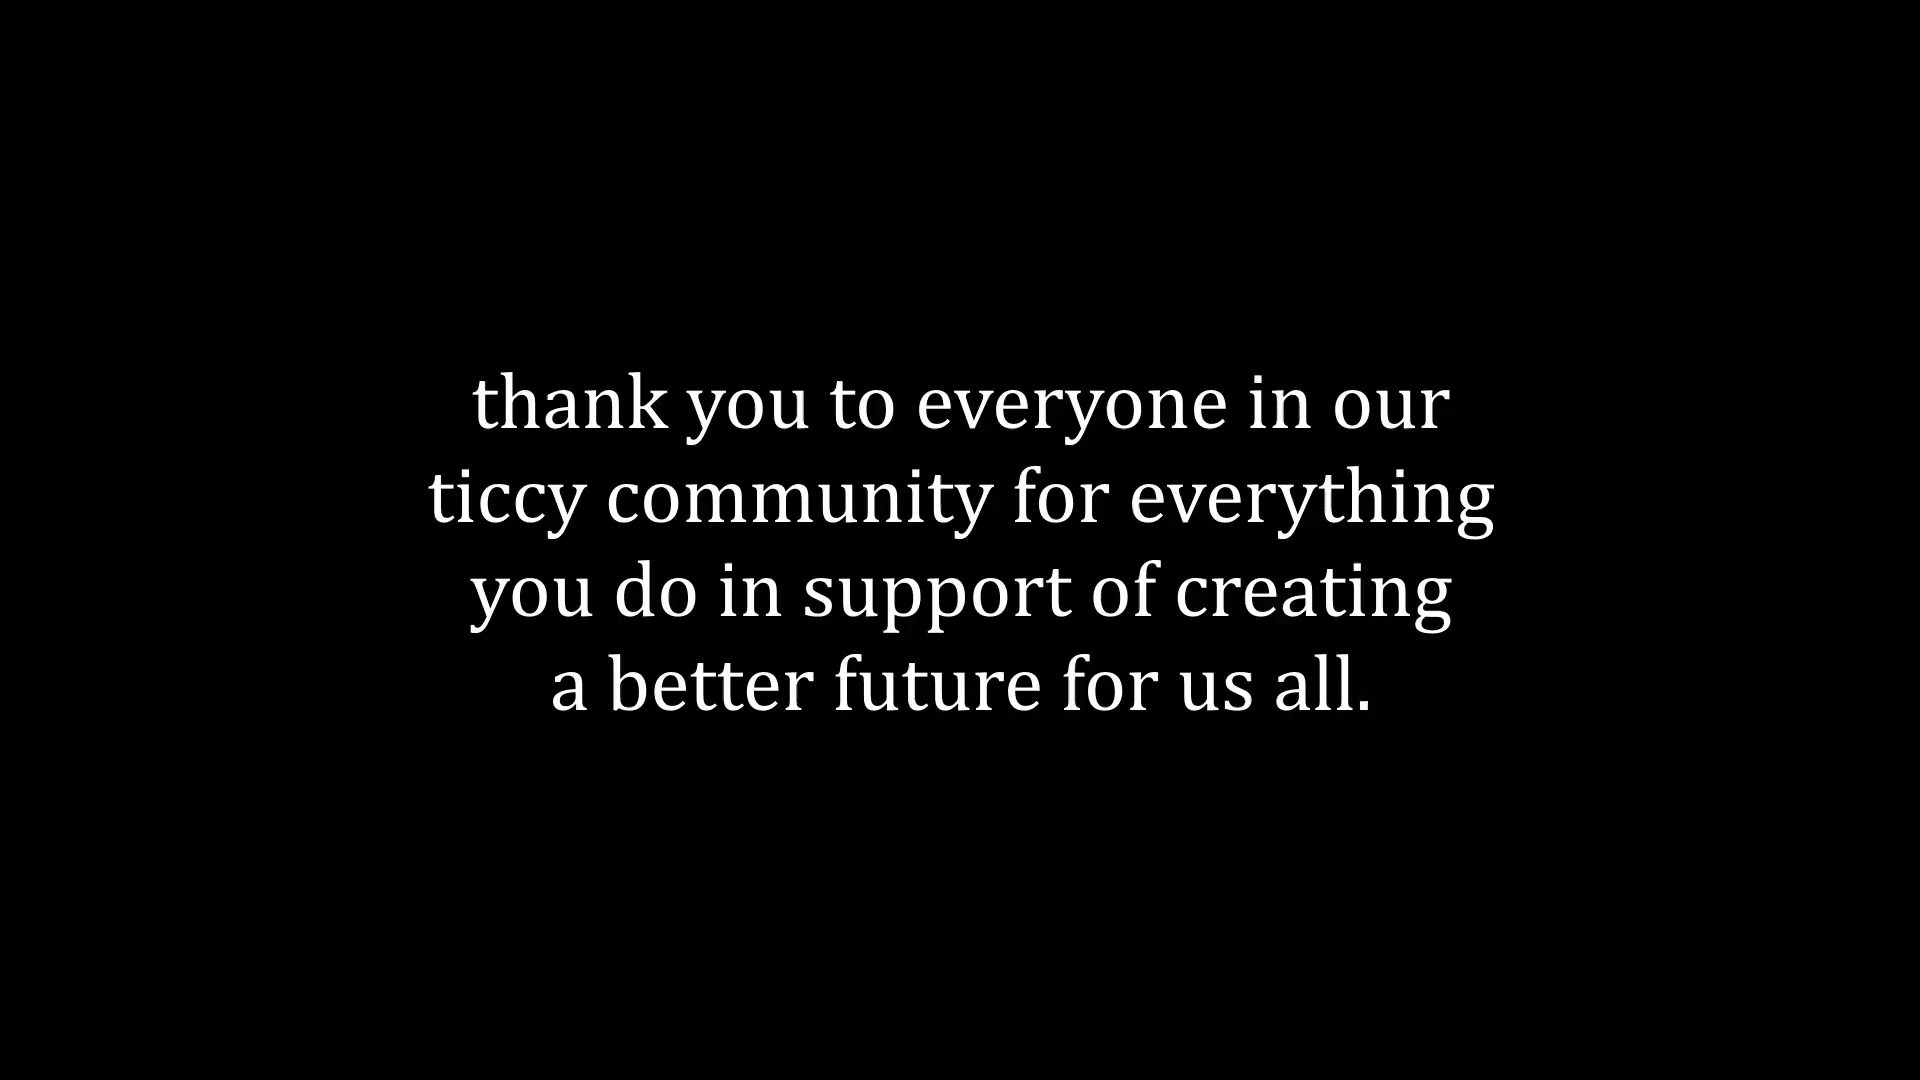 thank you to everyone in our
ticcy community for everything
you do in support of creating
a better future for us all.